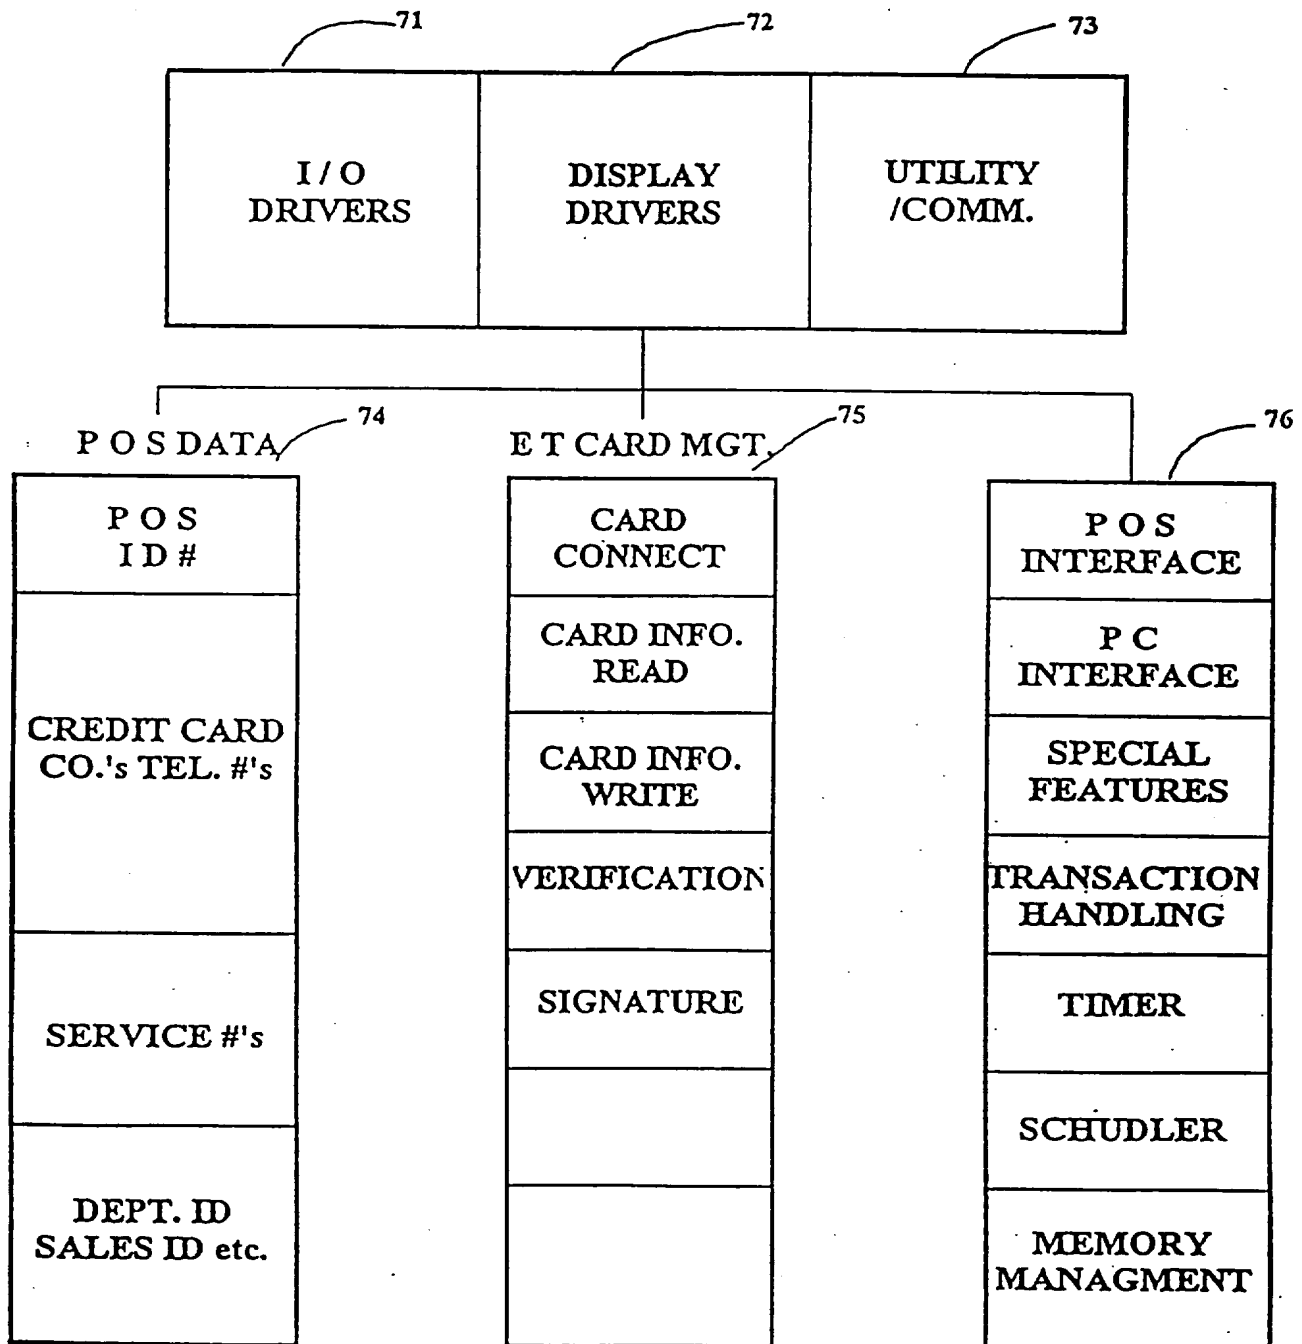 71
72
73
I / O
DRIVERS
DISPLAY
DRIVERS
UTILITY
/COMM.
P O S DATA
74
P O S
I D #
CREDIT CARD
CO.'s TEL. #'s
SERVICE #'s
DEPT. ID
SALES ID etc.
E T CARD MGT.
75
CARD
CONNECT
CARD INFO.
READ
CARD INFO.
WRITE
VERIFICATION
SIGNATURE
76
P O S
INTERFACE
P C
INTERFACE
SPECIAL
FEATURES
TRANSACTION
HANDLING
TIMER
SCHUDLER
MEMORY
MANAGMENT